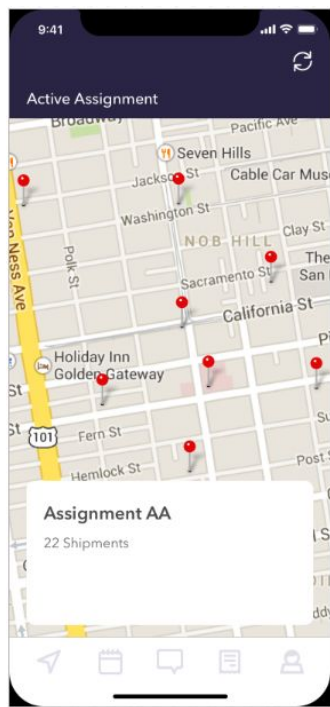 9:41
Active Assignment
Broadway
Pacific Ave
Seven Hills
Jackson St
Cable Car Mus
Washington St
Van Ness Ave
Polk St
NOB HILL
Clay St
The
San
Sacramento St
California St
Holiday Inn
Golden Gateway
Pi
St
Su
St
101
Fern St
Post S
Hemlock St
Assignment AA
22 Shipments
t S
ddy